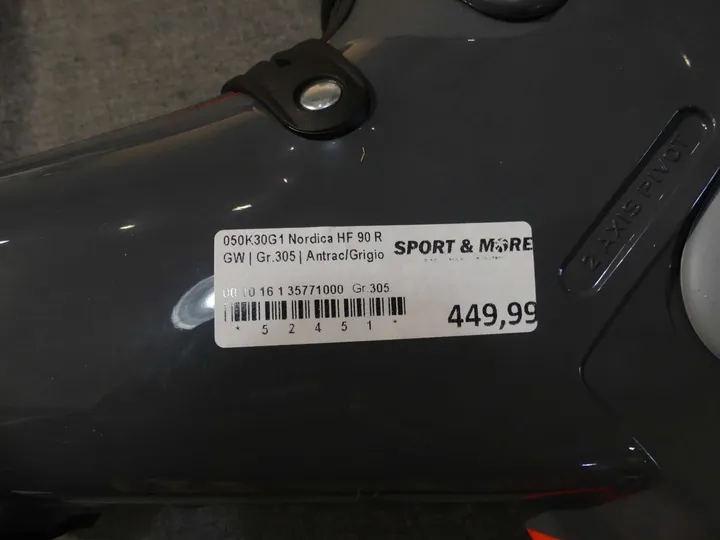 050K30G1 Nordica HF 90 R
GW | Gr.305 | Antrac/Grigio
SPORT & MORE
00 10 16 1 35771000 Gr.305
* 5 2 4 5 1 *
449,99
2 AXIS PIVOT